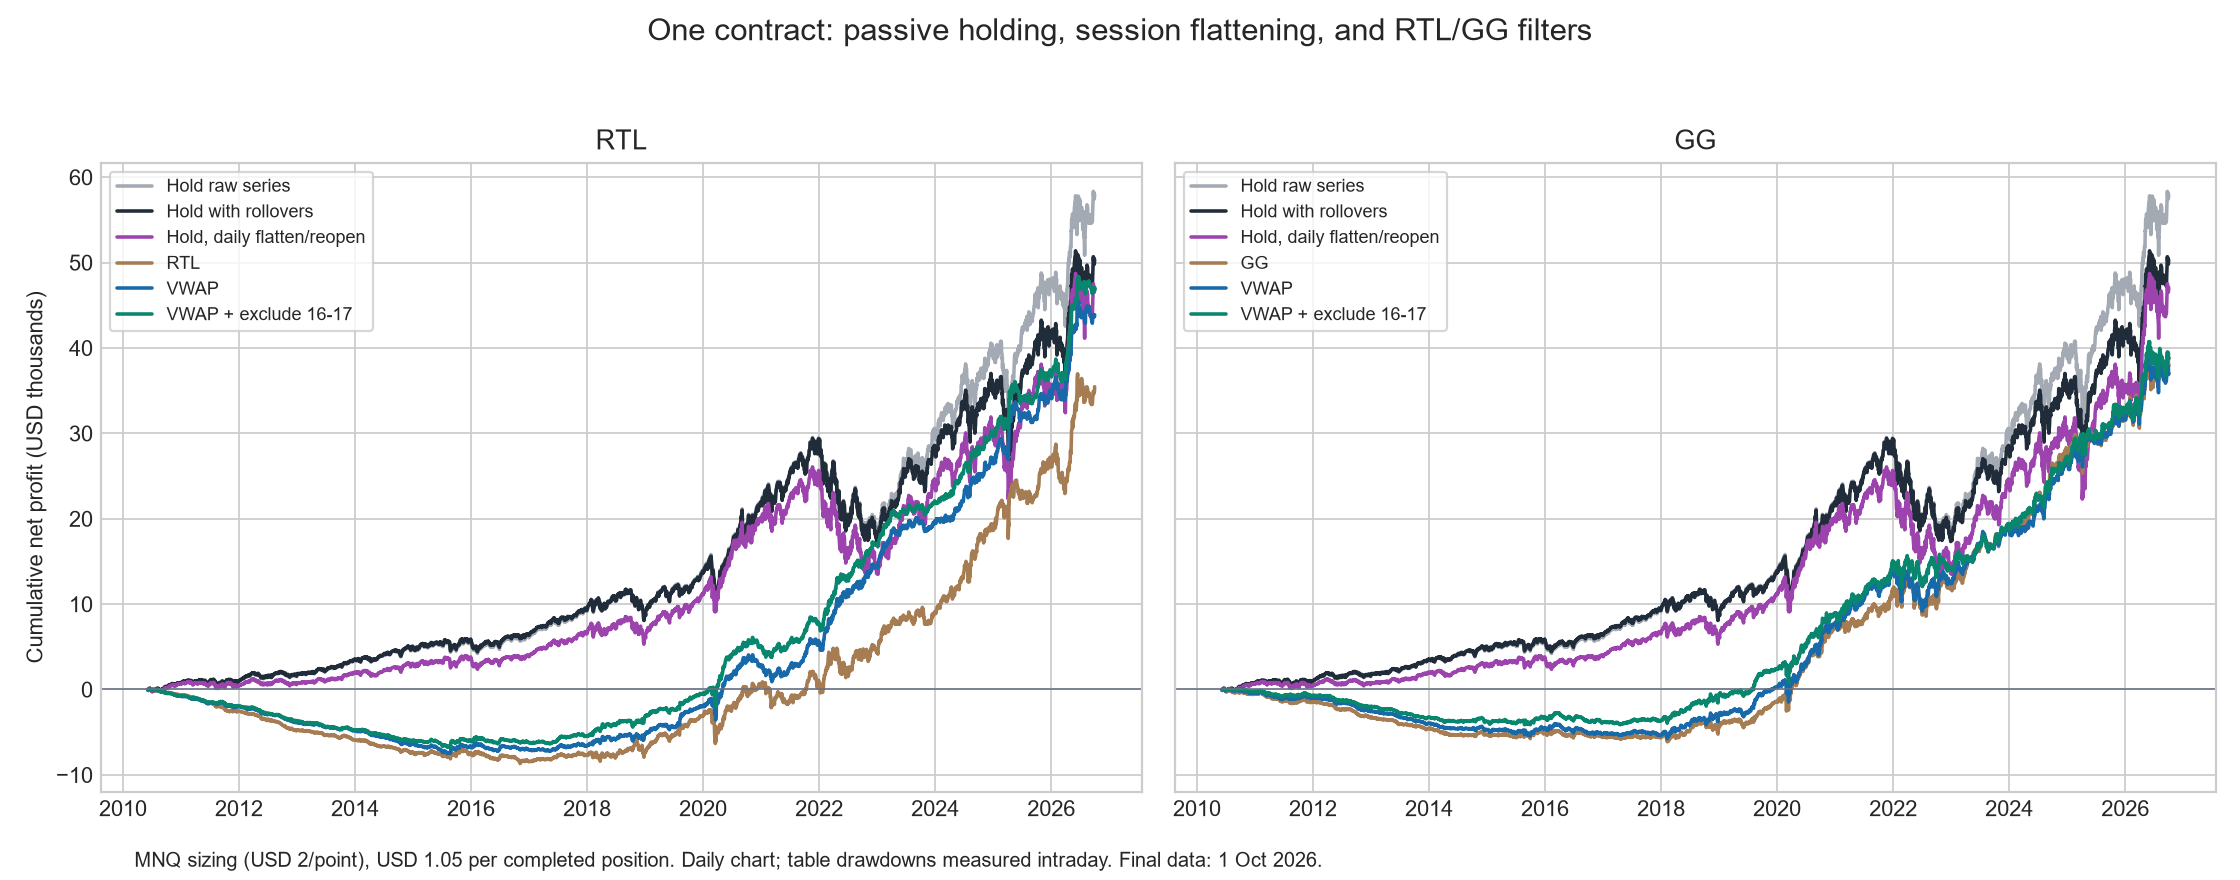 One contract: passive holding, session flattening, and RTL/GG filters
RTL
Cumulative net profit (USD thousands)
60
50
40
30
20
10
0
−10
Hold raw series
Hold with rollovers
Hold, daily flatten/reopen
RTL
VWAP
VWAP + exclude 16-17
2010 2012 2014 2016 2018 2020 2022 2024 2026
GG
Hold raw series
Hold with rollovers
Hold, daily flatten/reopen
GG
VWAP
VWAP + exclude 16-17
2010 2012 2014 2016 2018 2020 2022 2024 2026
MNQ sizing (USD 2/point), USD 1.05 per completed position. Daily chart; table drawdowns measured intraday. Final data: 1 Oct 2026.